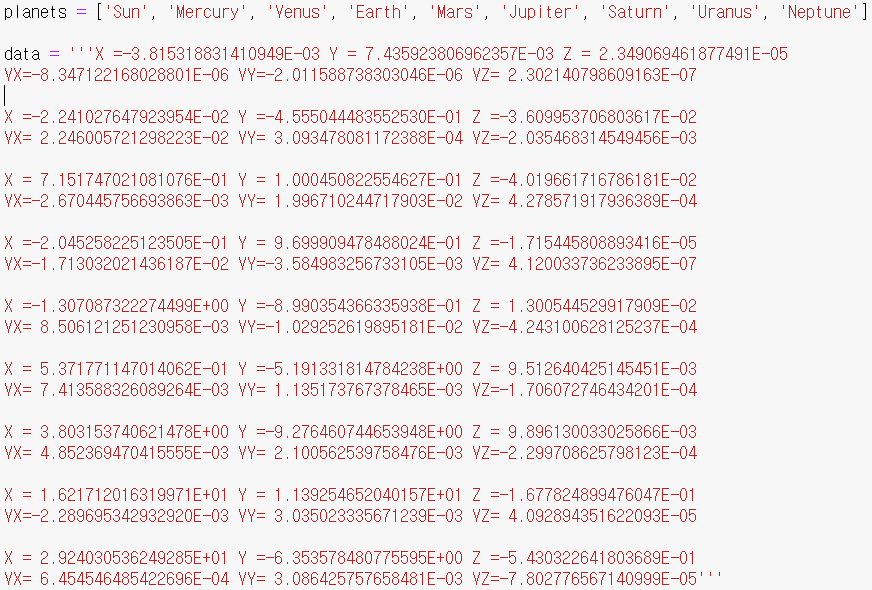 planets = ['Sun', 'Mercury', 'Venus', 'Earth', 'Mars', 'Jupiter', 'Saturn', 'Uranus', 'Neptune']
data = '''X =-3.815318831410949E-03 Y = 7.435923806962357E-03 Z = 2.349069461877491E-05
VX=-8.347122168028801E-06 VY=-2.011588738303046E-06 VZ= 2.302140798609163E-07
X =-2.241027647923954E-02 Y =-4.555044483552530E-01 Z =-3.609953706803617E-02
VX= 2.246005721298223E-02 VY= 3.093478081172388E-04 VZ=-2.035468314549456E-03
X = 7.151747021081076E-01 Y = 1.000450822554627E-01 Z =-4.019661716786181E-02
VX=-2.670445756693863E-03 VY= 1.996710244717903E-02 VZ= 4.278571917936389E-04
X =-2.045258225123505E-01 Y = 9.699909478488024E-01 Z =-1.715445808893416E-05
VX=-1.713032021436187E-02 VY=-3.584983256733105E-03 VZ= 4.120033736233895E-07
X =-1.307087322274499E+00 Y =-8.990354366335938E-01 Z = 1.300544529917909E-02
VX= 8.506121251230958E-03 VY=-1.029252619895181E-02 VZ=-4.243100628125237E-04
X = 5.371771147014062E-01 Y =-5.191331814784238E+00 Z = 9.512640425145451E-03
VX= 7.413588326089264E-03 VY= 1.135173767378465E-03 VZ=-1.706072746434201E-04
X = 3.803153740621478E+00 Y =-9.276460744653948E+00 Z = 9.896130033025866E-03
VX= 4.852369470415555E-03 VY= 2.100562539758476E-03 VZ=-2.299708625798123E-04
X = 1.621712016319971E+01 Y = 1.139254652040157E+01 Z =-1.677824899476047E-01
VX=-2.289695342932920E-03 VY= 3.035023335671239E-03 VZ= 4.092894351622093E-05
X = 2.924030536249285E+01 Y =-6.353578480775595E+00 Z =-5.430322641803689E-01
VX= 6.454546485422696E-04 VY= 3.086425757658481E-03 VZ=-7.802776567140999E-05'''